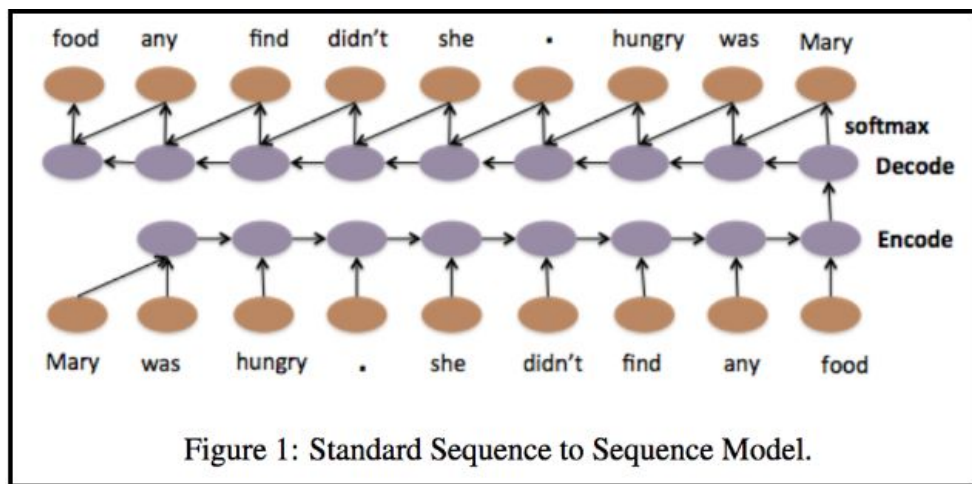 food any find didn't she . hungry was Mary
softmax
Decode
Encode
Mary was hungry . she didn't find any food
Figure 1: Standard Sequence to Sequence Model.